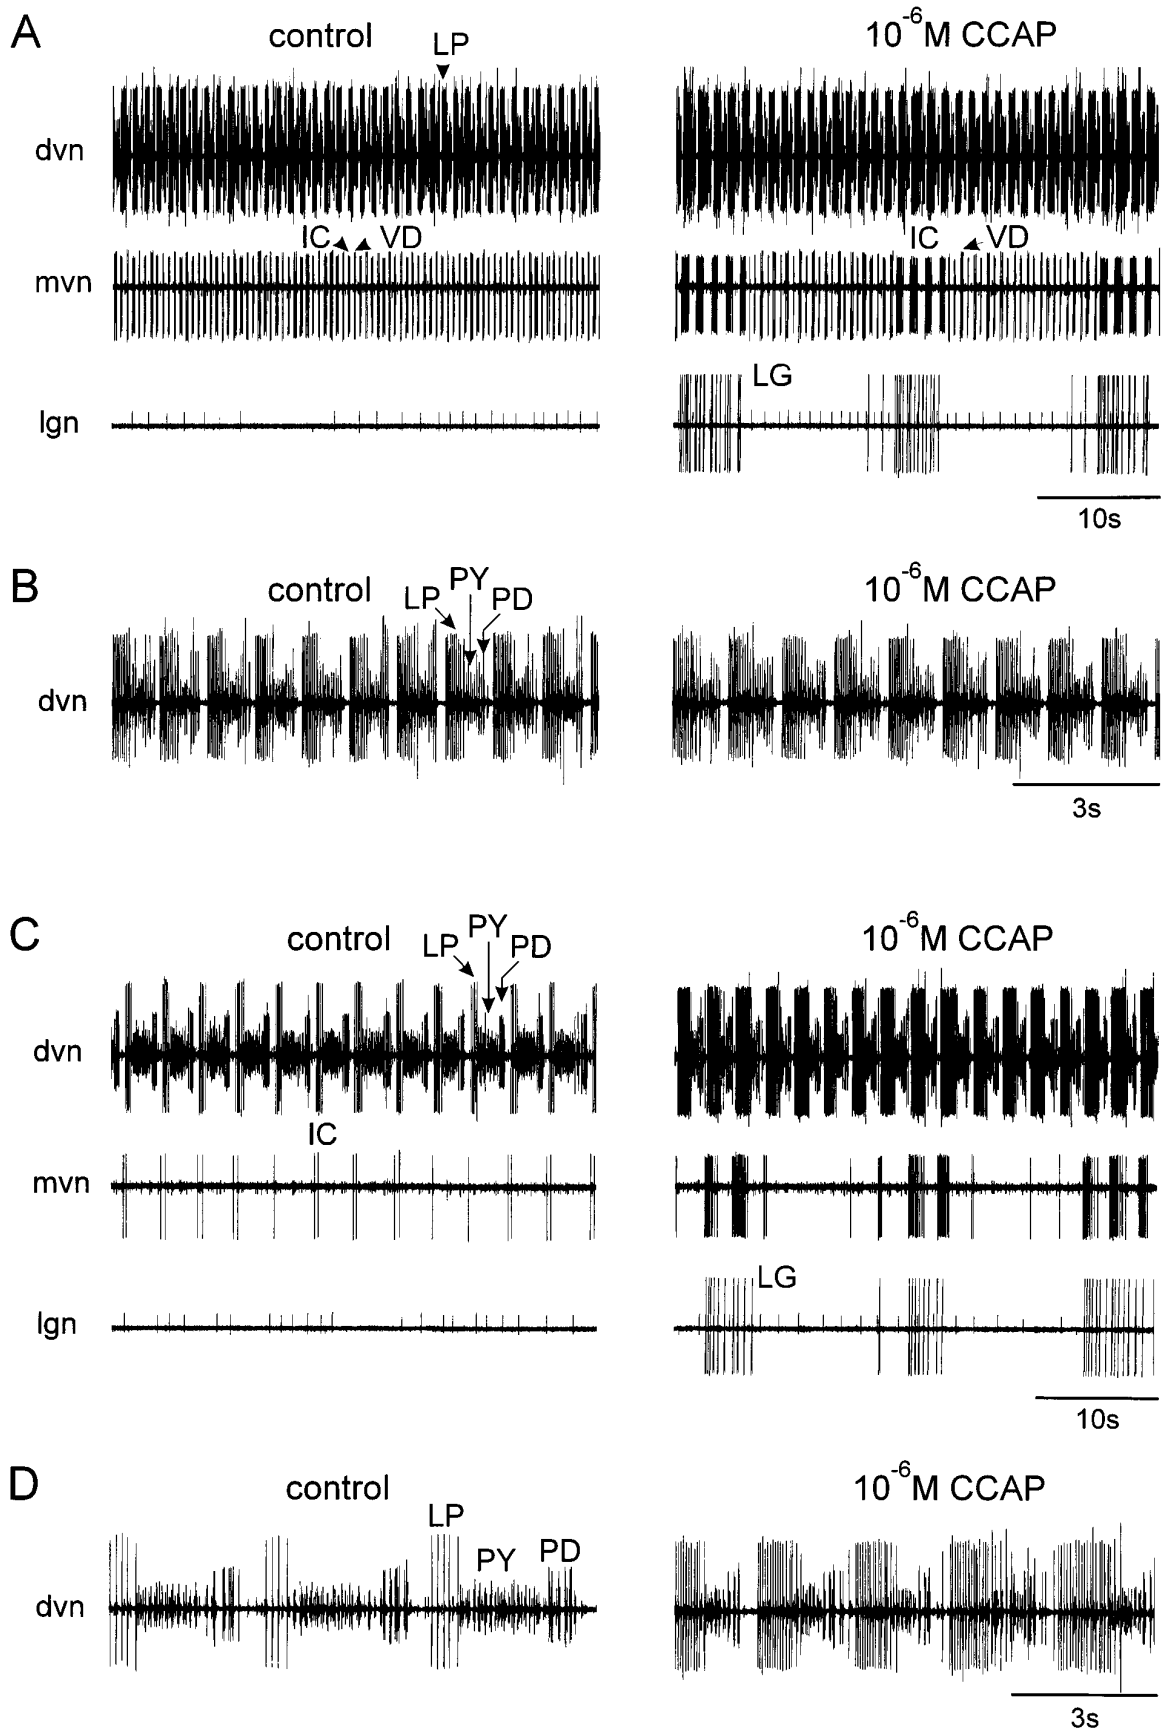 A
control
LP
10⁻⁶M CCAP
dvn
IC VD
IC VD
mvn
LG
lgn
10s
B
control
LP PY PD
10⁻⁶M CCAP
dvn
3s
C
control
LP PY PD
10⁻⁶M CCAP
dvn
IC
mvn
LG
lgn
10s
D
control
10⁻⁶M CCAP
LP
PY PD
dvn
3s